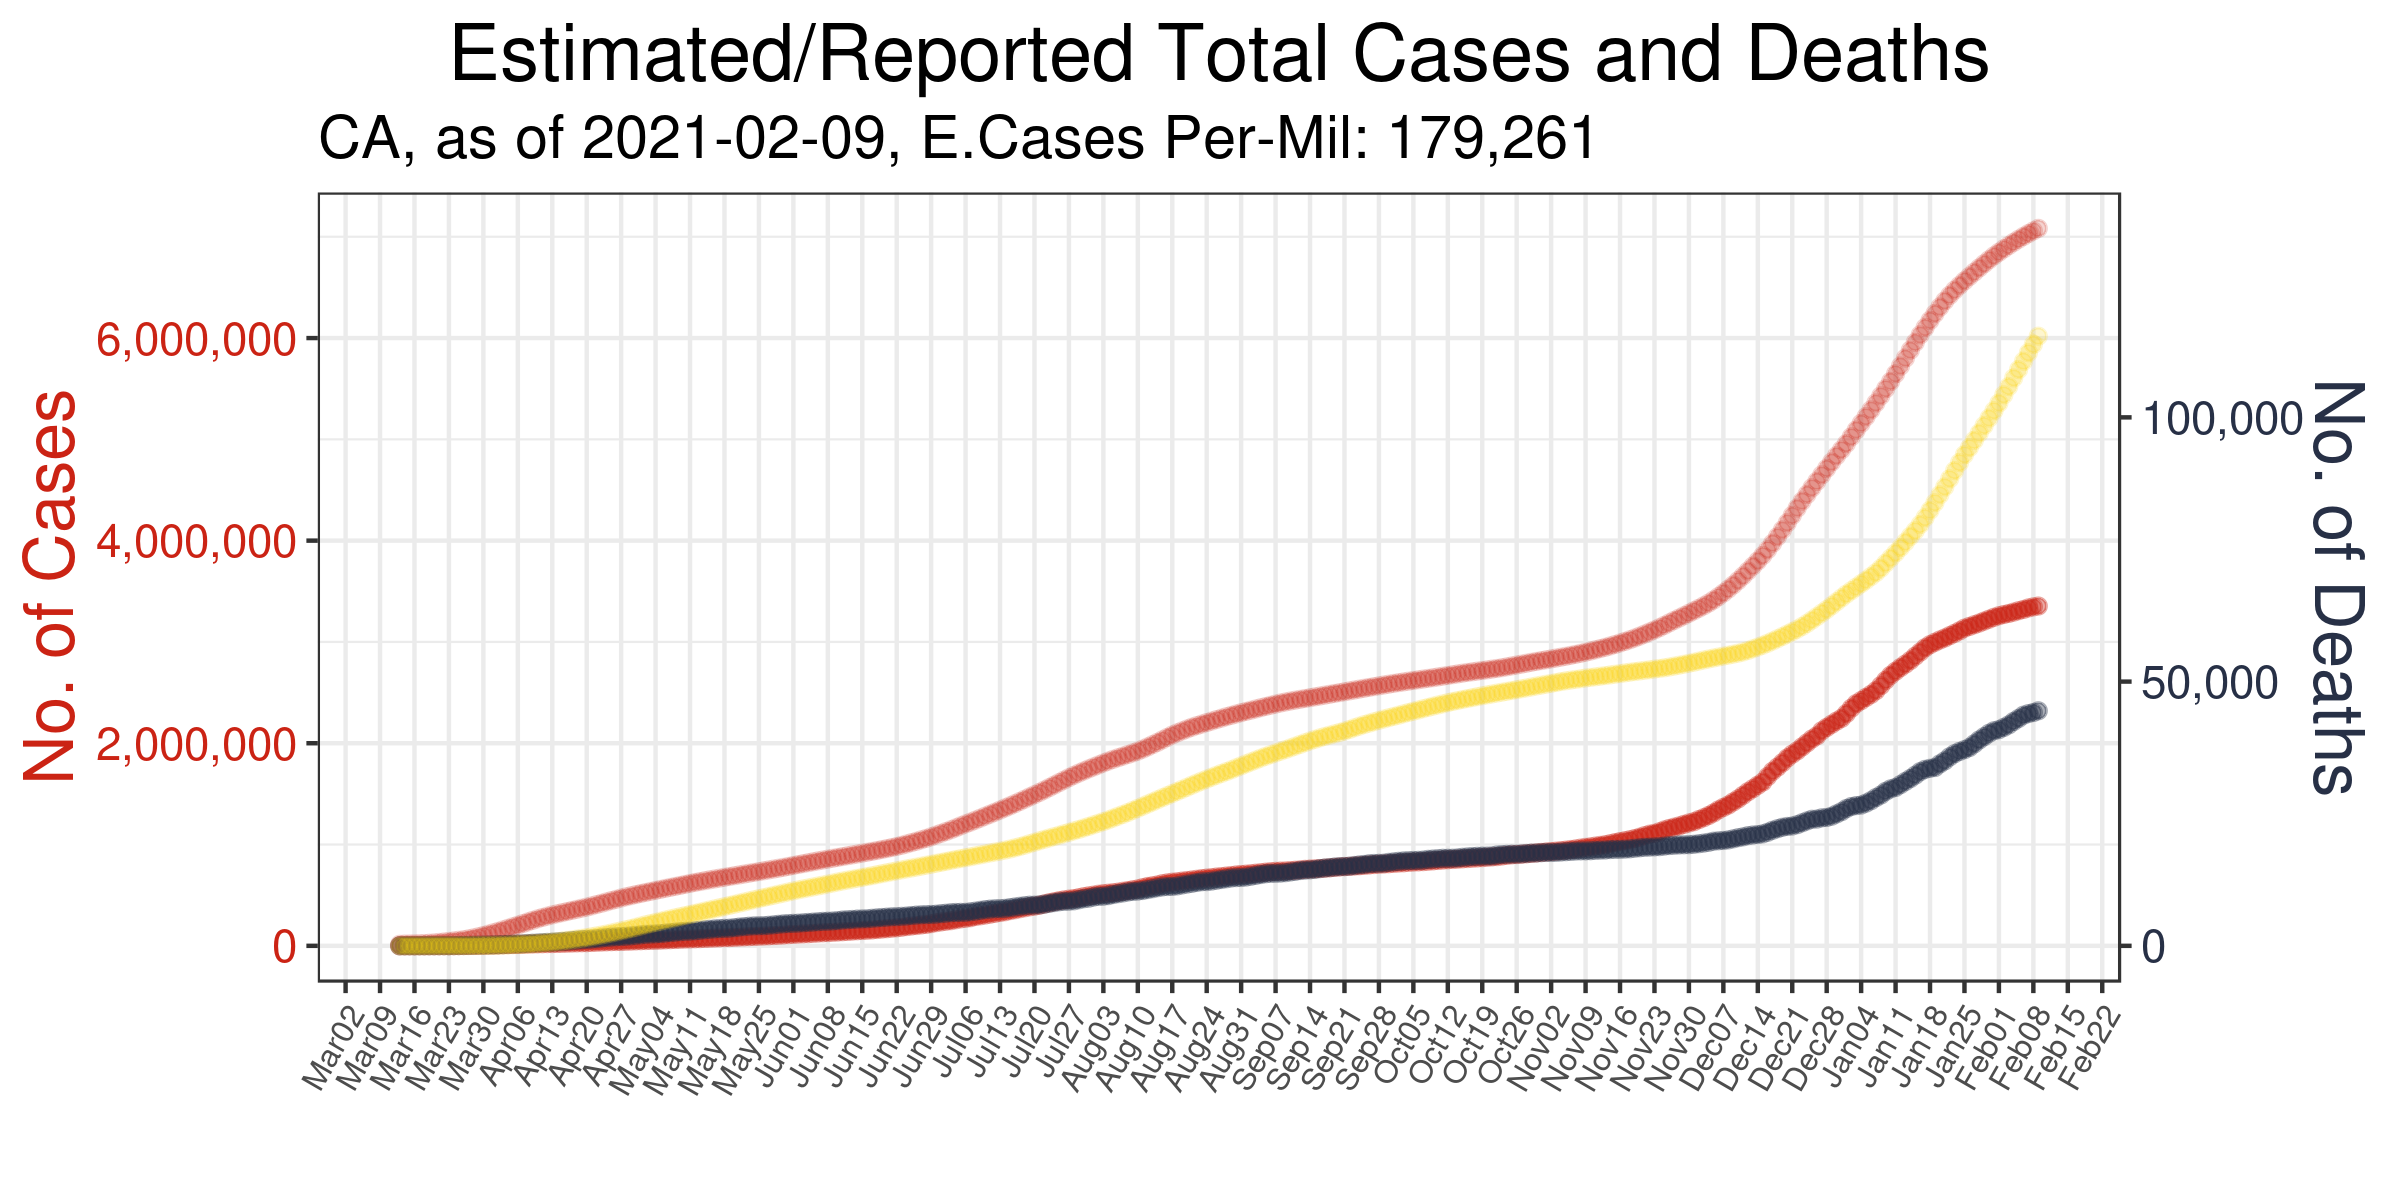 Estimated/Reported Total Cases and Deaths
CA, as of 2021-02-09, E.Cases Per-Mil: 179,261
No. of Cases
6,000,000
4,000,000
2,000,000
0
100,000
50,000
0
No. of Deaths
Mar02
Mar09
Mar16
Mar23
Mar30
Apr06
Apr13
Apr20
Apr27
May04
May11
May18
May25
Jun01
Jun08
Jun15
Jun22
Jun29
Jul06
Jul13
Jul20
Jul27
Aug03
Aug10
Aug17
Aug24
Aug31
Sep07
Sep14
Sep21
Sep28
Oct05
Oct12
Oct19
Oct26
Nov02
Nov09
Nov16
Nov23
Nov30
Dec07
Dec14
Dec21
Dec28
Jan04
Jan11
Jan18
Jan25
Feb01
Feb08
Feb15
Feb22